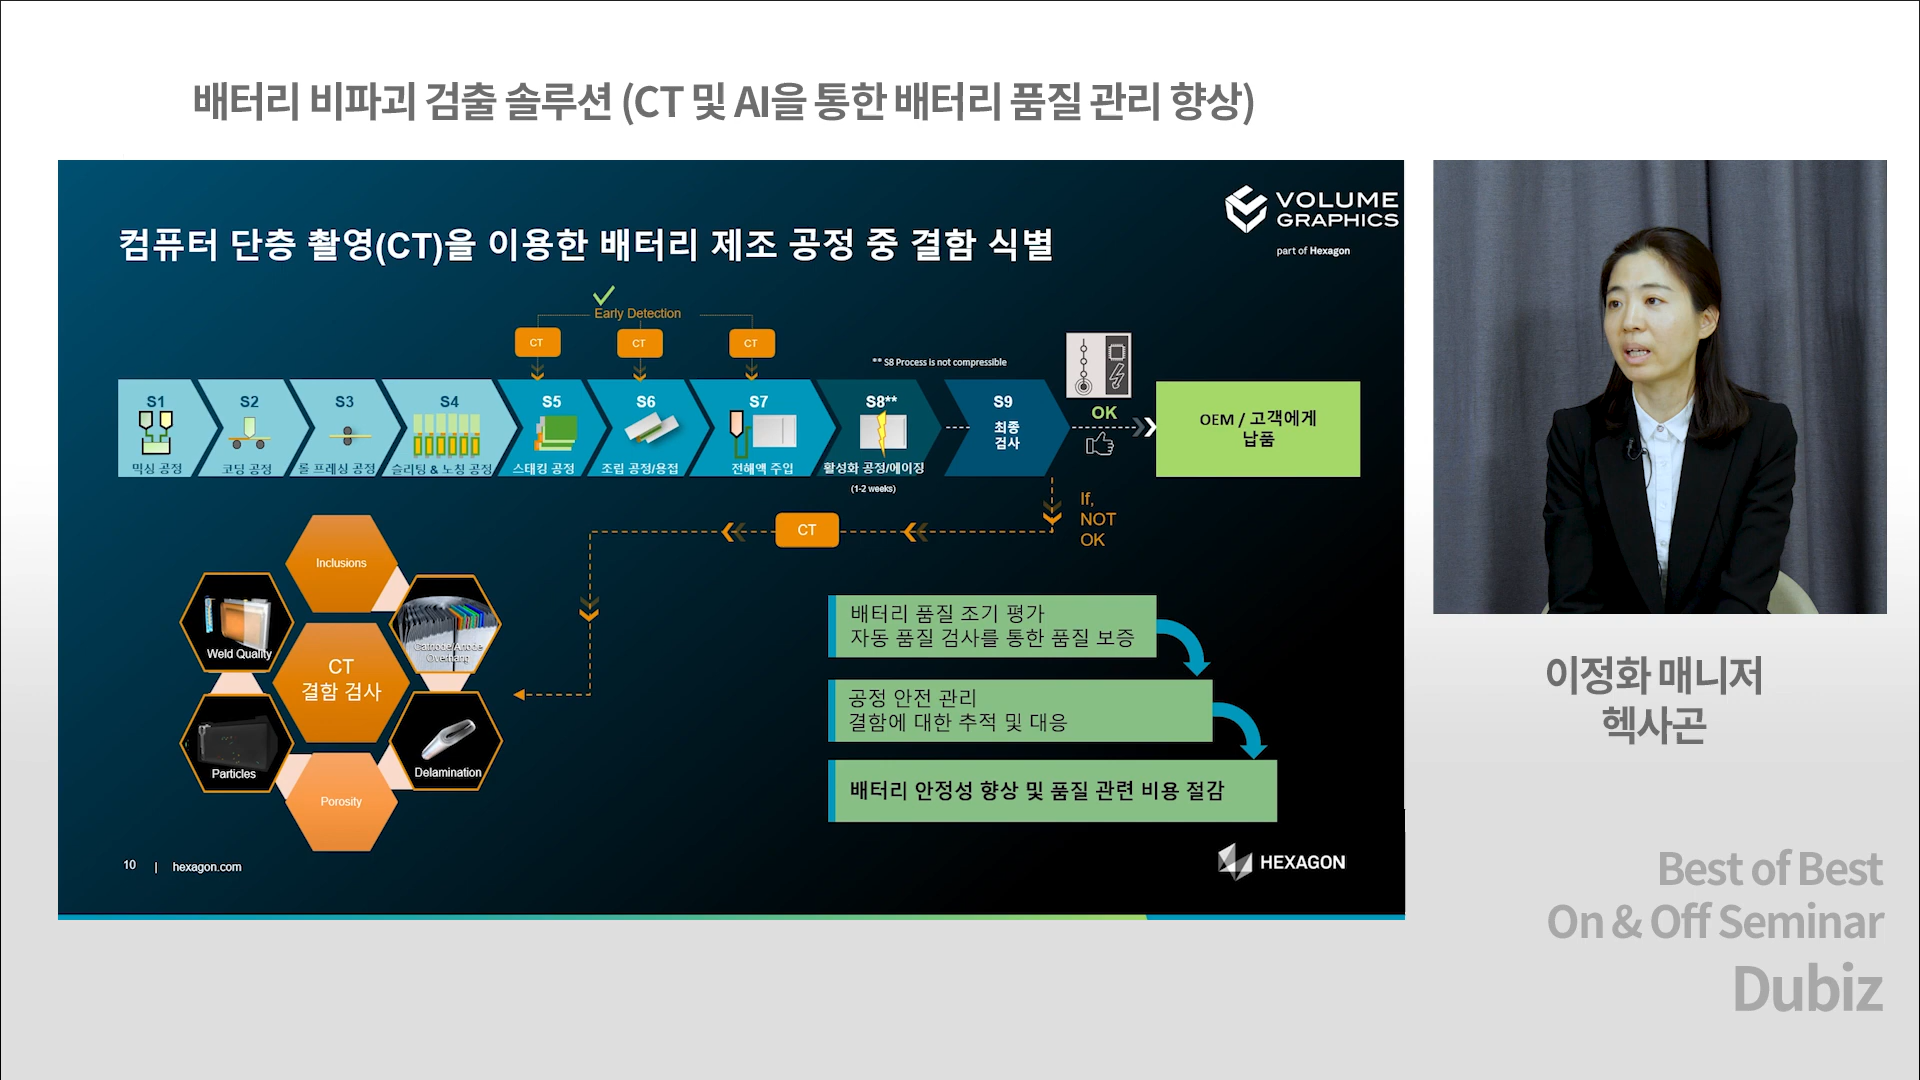 배터리 비파괴 검출 솔루션 (CT 및 AI을 통한 배터리 품질 관리 향상)
VOLUME
GRAPHICS
part of Hexagon
컴퓨터 단층 촬영(CT)을 이용한 배터리 제조 공정 중 결함 식별
Early Detection
CT
CT
CT
** S8 Process is not compressible
S1
믹싱 공정
S2
코딩 공정
S3
롤 프레싱 공정
S4
슬리팅 & 노칭 공정
S5
스태킹 공정
S6
조립 공정/용접
S7
전해액 주입
S8**
활성화 공정/에이징
(1-2 weeks)
S9
최종
검사
OK
OEM / 고객에게
납품
If,
NOT
OK
CT
Inclusions
Weld Quality
Cathode/Anode
Overhang
CT
결함 검사
Particles
Delamination
Porosity
배터리 품질 조기 평가
자동 품질 검사를 통한 품질 보증
공정 안전 관리
결함에 대한 추적 및 대응
배터리 안정성 향상 및 품질 관련 비용 절감
10 | hexagon.com
HEXAGON
이정화 매니저
헥사곤
Best of Best
On & Off Seminar
Dubiz